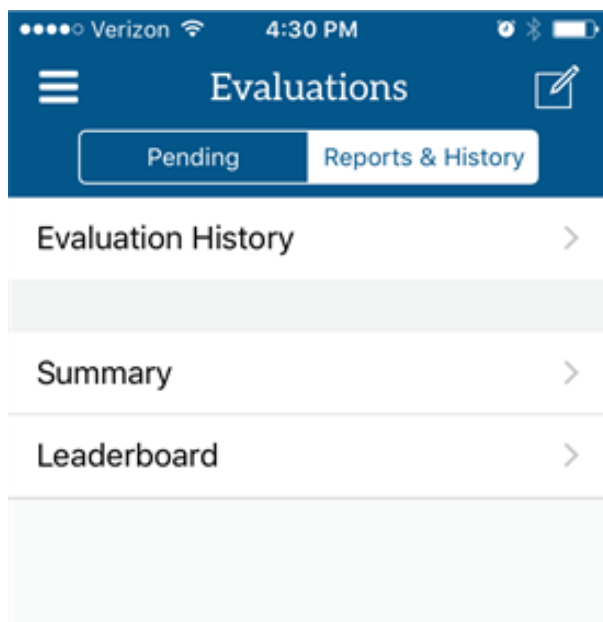 Verizon 4:30 PM
Evaluations
Pending Reports & History
Evaluation History
Summary
Leaderboard